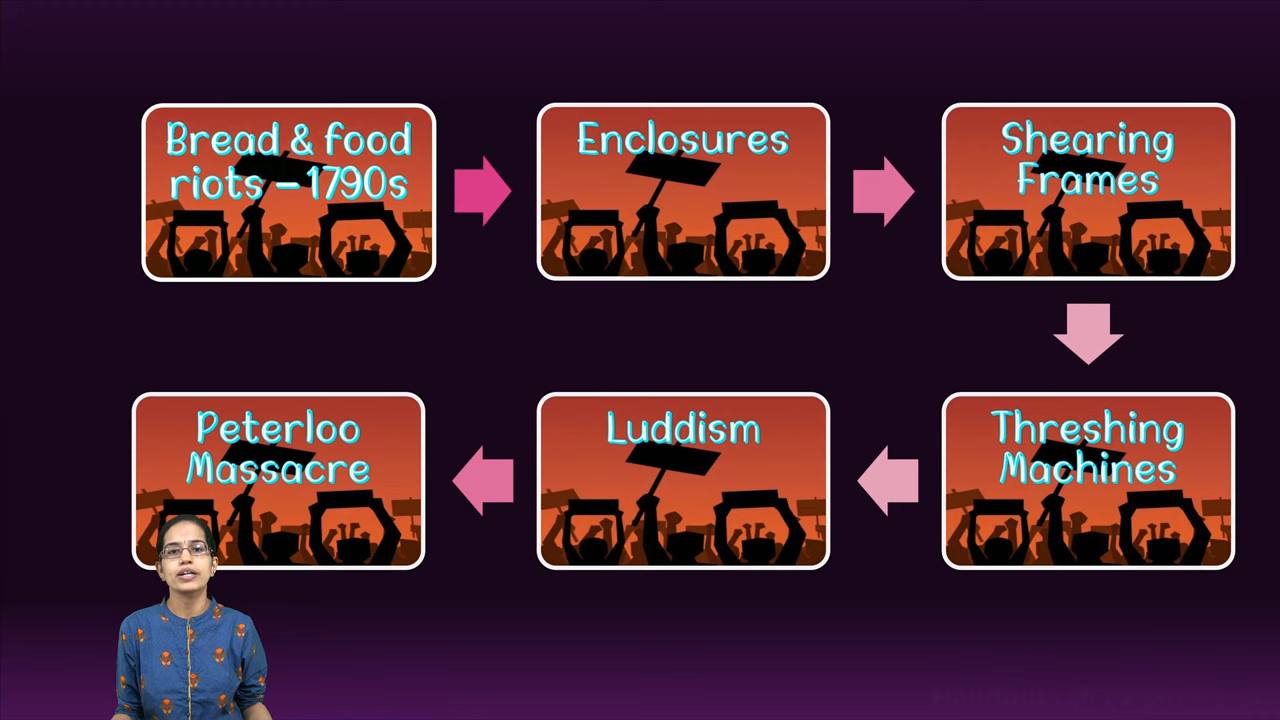 Bread & food
riots – 1790s
Enclosures
Shearing
Frames
Threshing
Machines
Luddism
Peterloo
Massacre